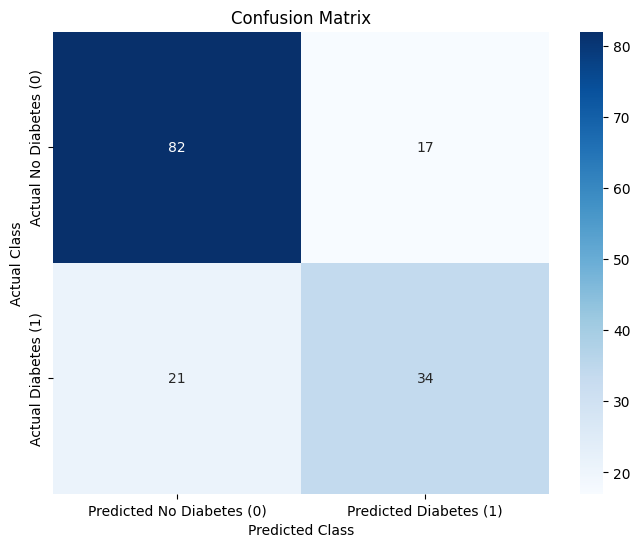 Confusion Matrix
Actual Class
Actual No Diabetes (0)
Actual Diabetes (1)
82
17
21
34
Predicted No Diabetes (0)
Predicted Diabetes (1)
Predicted Class
80
70
60
50
40
30
20